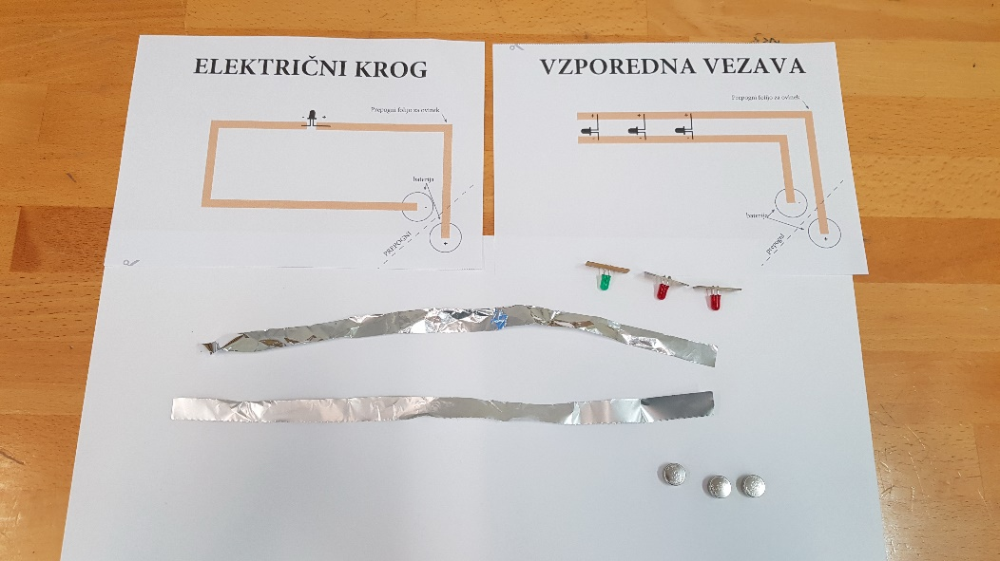 ELEKTRIČNI KROG
Prepogni folijo za ovinek
- +
baterija
-
PREPOGNI
+
VZPOREDNA VEZAVA
Prepogni folijo za ovinek
+ + +
- - -
-
baterija
+
Prepogni